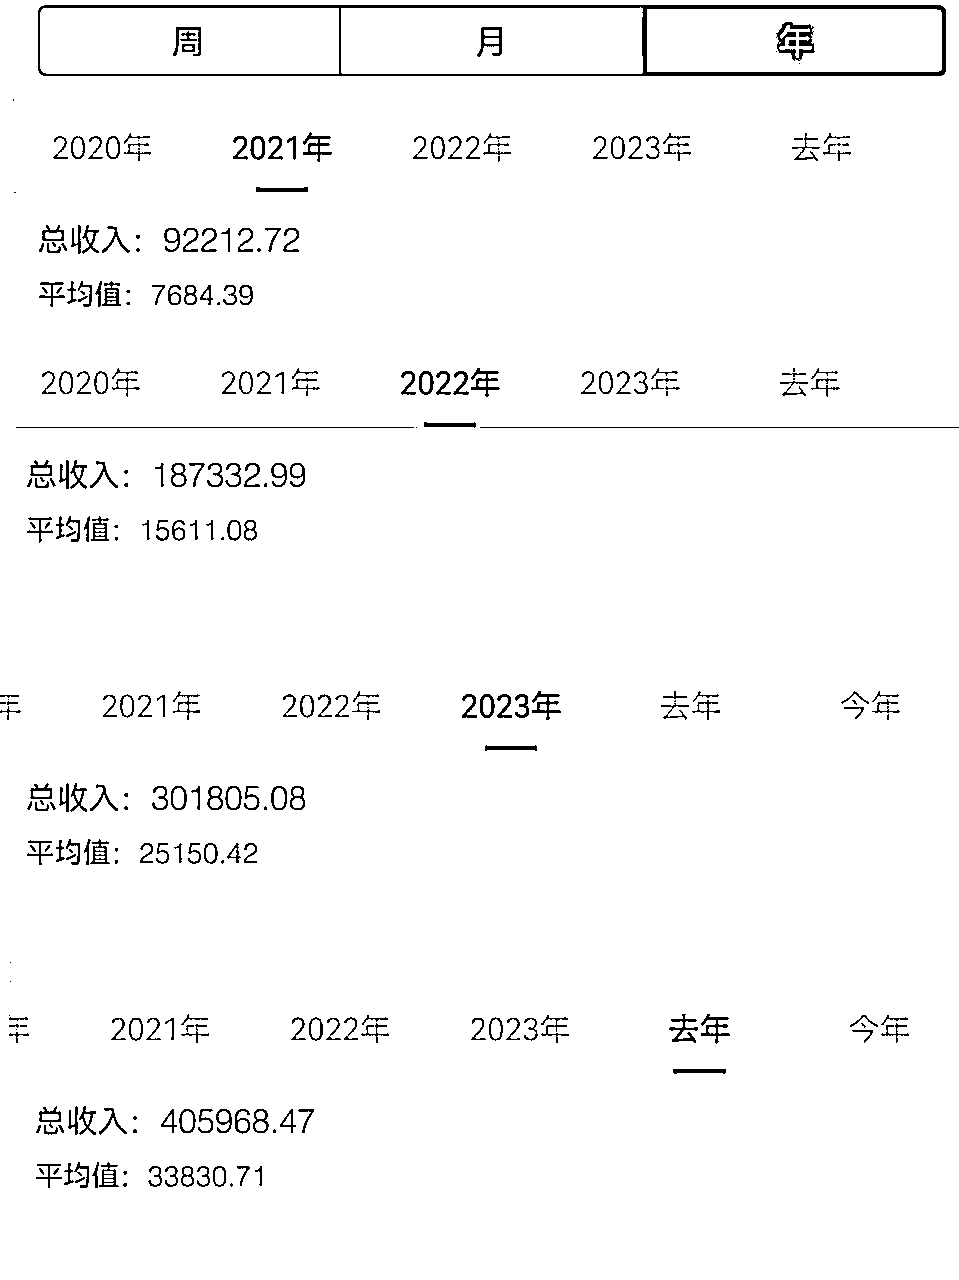 周 月 年
2020年 2021年 2022年 2023年 去年
总收入：92212.72
平均值：7684.39
2020年 2021年 2022年 2023年 去年
总收入：187332.99
平均值：15611.08
年 2021年 2022年 2023年 去年 今年
总收入：301805.08
平均值：25150.42
年 2021年 2022年 2023年 去年 今年
总收入：405968.47
平均值：33830.71